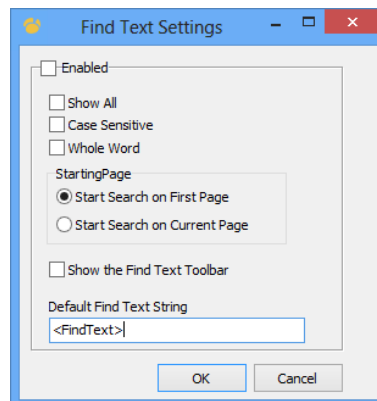 Find Text Settings
Enabled
Show All
Case Sensitive
Whole Word
StartingPage
Start Search on First Page
Start Search on Current Page
Show the Find Text Toolbar
Default Find Text String
<FindText>
OK Cancel